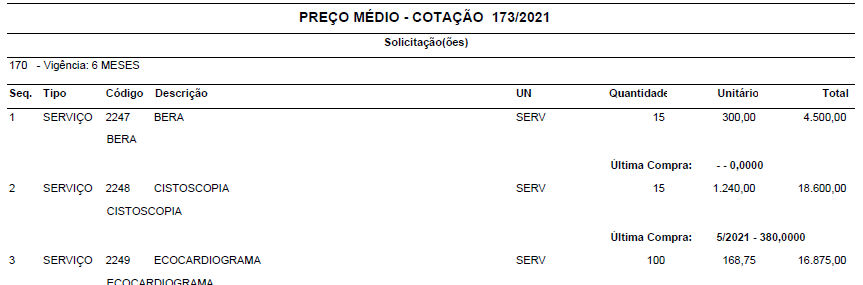 PREÇO MÉDIO - COTAÇÃO 173/2021
Solicitação(ões)
170 - Vigência: 6 MESES
Seq. Tipo Código Descrição UN Quantidade Unitário Total
1 SERVIÇO 2247 BERA SERV 15 300,00 4.500,00
BERA
Última Compra: - - 0,0000
2 SERVIÇO 2248 CISTOSCOPIA SERV 15 1.240,00 18.600,00
CISTOSCOPIA
Última Compra: 5/2021 - 380,0000
3 SERVIÇO 2249 ECOCARDIOGRAMA SERV 100 168,75 16.875,00
ECOCARDIOGRAMA